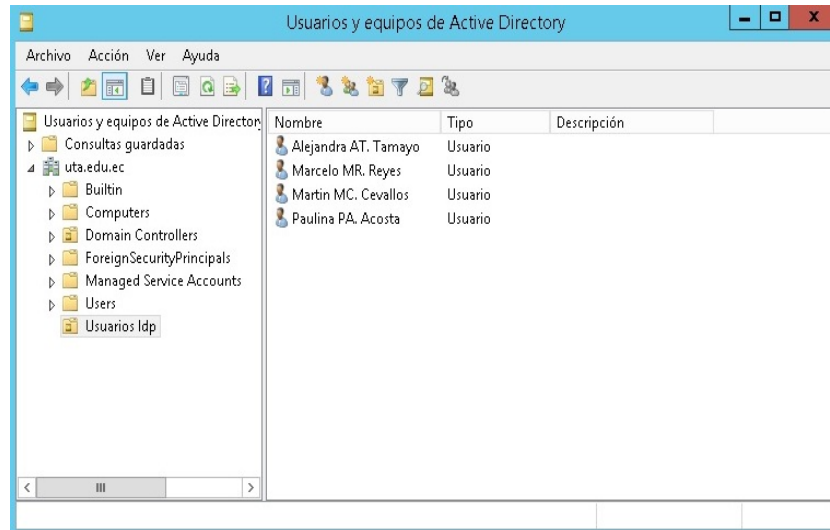 Usuarios y equipos de Active Directory
Archivo Acción Ver Ayuda
Usuarios y equipos de Active Director
Consultas guardadas
uta.edu.ec
Builtin
Computers
Domain Controllers
ForeignSecurityPrincipals
Managed Service Accounts
Users
Usuarios Idp
Nombre Tipo Descripción
Alejandra AT. Tamayo Usuario
Marcelo MR. Reyes Usuario
Martin MC. Cevallos Usuario
Paulina PA. Acosta Usuario